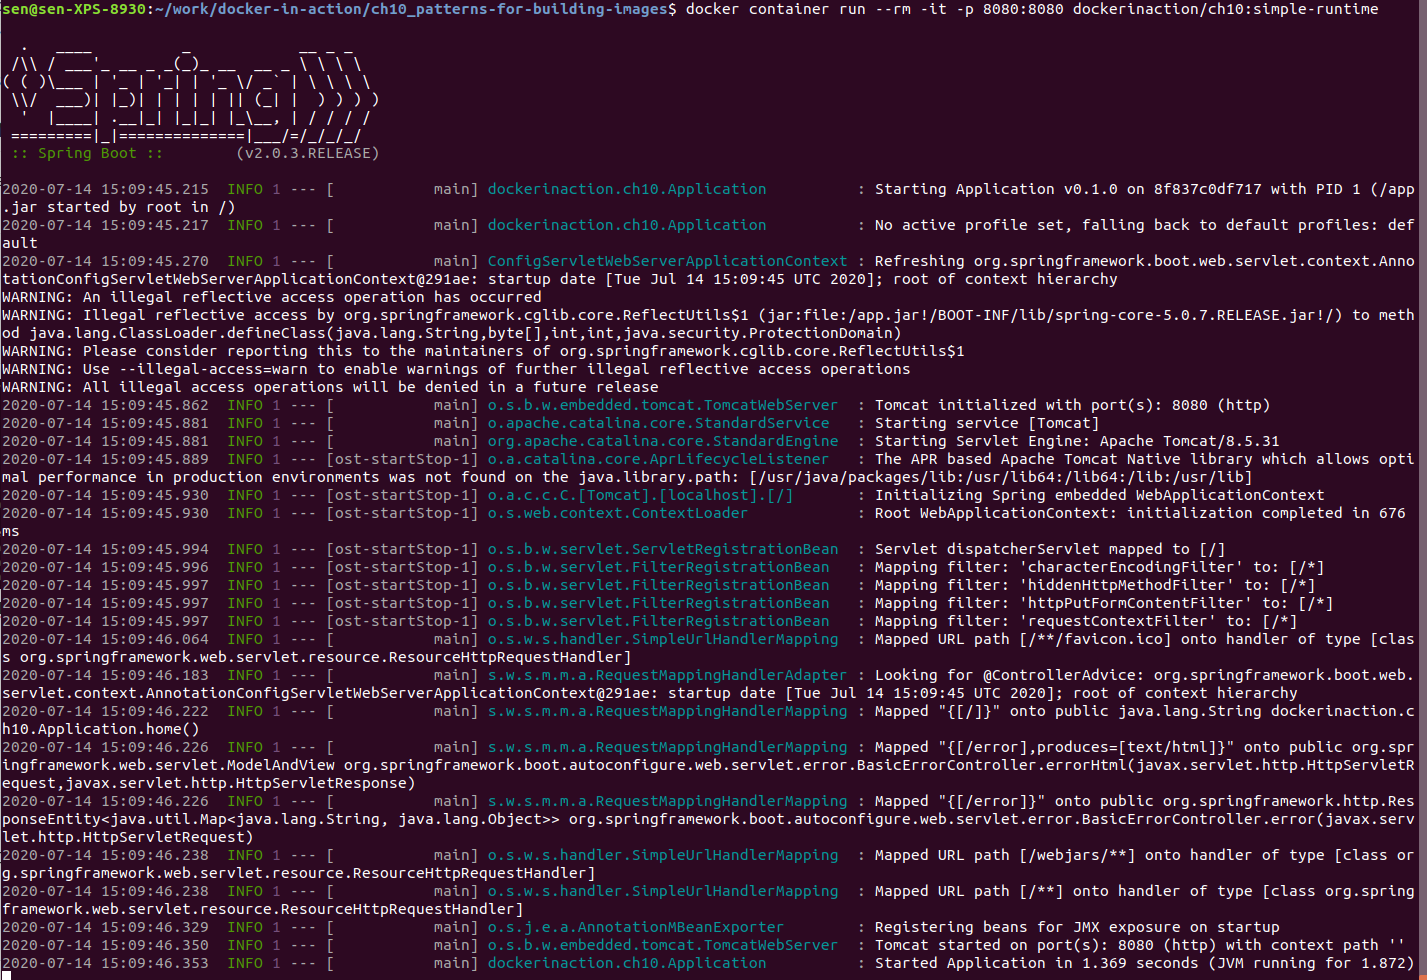 sen@sen-XPS-8930:~/work/docker-in-action/ch10_patterns-for-building-images$ docker container run --rm -it -p 8080:8080 dockerinaction/ch10:simple-runtime

  .   ____          _            __ _ _
 /\\ / ___'_ __ _ _(_)_ __  __ _ \ \ \ \
( ( )\___ | '_ | '_| | '_ \/ _` | \ \ \ \
 \\/  ___)| |_)| | | | | || (_| |  ) ) ) )
  '  |____| .__|_| |_|_| |_\__, | / / / /
 =========|_|==============|___/=/_/_/_/
 :: Spring Boot ::        (v2.0.3.RELEASE)

2020-07-14 15:09:45.215  INFO 1 --- [           main] dockerinaction.ch10.Application          : Starting Application v0.1.0 on 8f837c0df717 with PID 1 (/app
.jar started by root in /)
2020-07-14 15:09:45.217  INFO 1 --- [           main] dockerinaction.ch10.Application          : No active profile set, falling back to default profiles: def
ault
2020-07-14 15:09:45.270  INFO 1 --- [           main] ConfigServletWebServerApplicationContext : Refreshing org.springframework.boot.web.servlet.context.Anno
tationConfigServletWebServerApplicationContext@291ae: startup date [Tue Jul 14 15:09:45 UTC 2020]; root of context hierarchy
WARNING: An illegal reflective access operation has occurred
WARNING: Illegal reflective access by org.springframework.cglib.core.ReflectUtils$1 (jar:file:/app.jar!/BOOT-INF/lib/spring-core-5.0.7.RELEASE.jar!/) to meth
od java.lang.ClassLoader.defineClass(java.lang.String,byte[],int,int,java.security.ProtectionDomain)
WARNING: Please consider reporting this to the maintainers of org.springframework.cglib.core.ReflectUtils$1
WARNING: Use --illegal-access=warn to enable warnings of further illegal reflective access operations
WARNING: All illegal access operations will be denied in a future release
2020-07-14 15:09:45.862  INFO 1 --- [           main] o.s.b.w.embedded.tomcat.TomcatWebServer  : Tomcat initialized with port(s): 8080 (http)
2020-07-14 15:09:45.881  INFO 1 --- [           main] o.apache.catalina.core.StandardService   : Starting service [Tomcat]
2020-07-14 15:09:45.881  INFO 1 --- [           main] org.apache.catalina.core.StandardEngine  : Starting Servlet Engine: Apache Tomcat/8.5.31
2020-07-14 15:09:45.889  INFO 1 --- [ost-startStop-1] o.a.catalina.core.AprLifecycleListener   : The APR based Apache Tomcat Native library which allows opti
mal performance in production environments was not found on the java.library.path: [/usr/java/packages/lib:/usr/lib64:/lib64:/lib:/usr/lib]
2020-07-14 15:09:45.930  INFO 1 --- [ost-startStop-1] o.a.c.c.C.[Tomcat].[localhost].[/]       : Initializing Spring embedded WebApplicationContext
2020-07-14 15:09:45.930  INFO 1 --- [ost-startStop-1] o.s.web.context.ContextLoader            : Root WebApplicationContext: initialization completed in 676
ms
2020-07-14 15:09:45.994  INFO 1 --- [ost-startStop-1] o.s.b.w.servlet.ServletRegistrationBean  : Servlet dispatcherServlet mapped to [/]
2020-07-14 15:09:45.996  INFO 1 --- [ost-startStop-1] o.s.b.w.servlet.FilterRegistrationBean   : Mapping filter: 'characterEncodingFilter' to: [/*]
2020-07-14 15:09:45.997  INFO 1 --- [ost-startStop-1] o.s.b.w.servlet.FilterRegistrationBean   : Mapping filter: 'hiddenHttpMethodFilter' to: [/*]
2020-07-14 15:09:45.997  INFO 1 --- [ost-startStop-1] o.s.b.w.servlet.FilterRegistrationBean   : Mapping filter: 'httpPutFormContentFilter' to: [/*]
2020-07-14 15:09:45.997  INFO 1 --- [ost-startStop-1] o.s.b.w.servlet.FilterRegistrationBean   : Mapping filter: 'requestContextFilter' to: [/*]
2020-07-14 15:09:46.064  INFO 1 --- [           main] o.s.w.s.handler.SimpleUrlHandlerMapping  : Mapped URL path [/**/favicon.ico] onto handler of type [clas
s org.springframework.web.servlet.resource.ResourceHttpRequestHandler]
2020-07-14 15:09:46.183  INFO 1 --- [           main] s.w.s.m.m.a.RequestMappingHandlerAdapter : Looking for @ControllerAdvice: org.springframework.boot.web.
servlet.context.AnnotationConfigServletWebServerApplicationContext@291ae: startup date [Tue Jul 14 15:09:45 UTC 2020]; root of context hierarchy
2020-07-14 15:09:46.222  INFO 1 --- [           main] s.w.s.m.m.a.RequestMappingHandlerMapping : Mapped "{[/]}" onto public java.lang.String dockerinaction.c
h10.Application.home()
2020-07-14 15:09:46.226  INFO 1 --- [           main] s.w.s.m.m.a.RequestMappingHandlerMapping : Mapped "{[/error],produces=[text/html]}" onto public org.spr
ingframework.web.servlet.ModelAndView org.springframework.boot.autoconfigure.web.servlet.error.BasicErrorController.errorHtml(javax.servlet.http.HttpServletR
equest,javax.servlet.http.HttpServletResponse)
2020-07-14 15:09:46.226  INFO 1 --- [           main] s.w.s.m.m.a.RequestMappingHandlerMapping : Mapped "{[/error]}" onto public org.springframework.http.Res
ponseEntity<java.util.Map<java.lang.String, java.lang.Object>> org.springframework.boot.autoconfigure.web.servlet.error.BasicErrorController.error(javax.serv
let.http.HttpServletRequest)
2020-07-14 15:09:46.238  INFO 1 --- [           main] o.s.w.s.handler.SimpleUrlHandlerMapping  : Mapped URL path [/webjars/**] onto handler of type [class or
g.springframework.web.servlet.resource.ResourceHttpRequestHandler]
2020-07-14 15:09:46.238  INFO 1 --- [           main] o.s.w.s.handler.SimpleUrlHandlerMapping  : Mapped URL path [/**] onto handler of type [class org.spring
framework.web.servlet.resource.ResourceHttpRequestHandler]
2020-07-14 15:09:46.329  INFO 1 --- [           main] o.s.j.e.a.AnnotationMBeanExporter        : Registering beans for JMX exposure on startup
2020-07-14 15:09:46.350  INFO 1 --- [           main] o.s.b.w.embedded.tomcat.TomcatWebServer  : Tomcat started on port(s): 8080 (http) with context path ''
2020-07-14 15:09:46.353  INFO 1 --- [           main] dockerinaction.ch10.Application          : Started Application in 1.369 seconds (JVM running for 1.872)